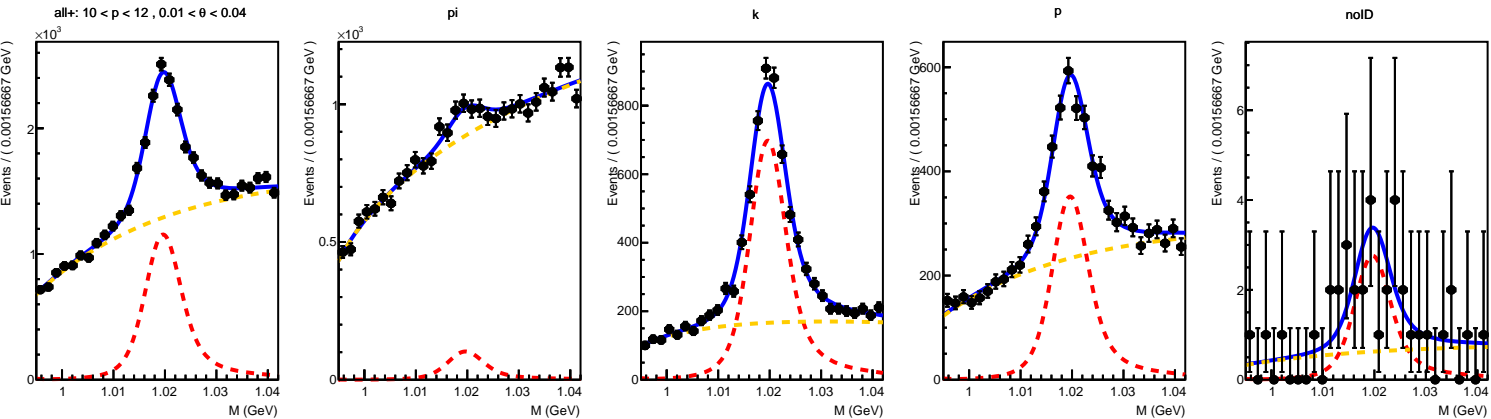 all+: 10 < p < 12 , 0.01 < θ < 0.04
×10³
Events / ( 0.00156667 GeV )
2
1
0
1 1.01 1.02 1.03 1.04
M (GeV)
pi
×10³
Events / ( 0.00156667 GeV )
1
0.5
0
1 1.01 1.02 1.03 1.04
M (GeV)
k
Events / ( 0.00156667 GeV )
800
600
400
200
0
1 1.01 1.02 1.03 1.04
M (GeV)
p
Events / ( 0.00156667 GeV )
600
400
200
0
1 1.01 1.02 1.03 1.04
M (GeV)
noID
Events / ( 0.00156667 GeV )
6
4
2
0
1 1.01 1.02 1.03 1.04
M (GeV)